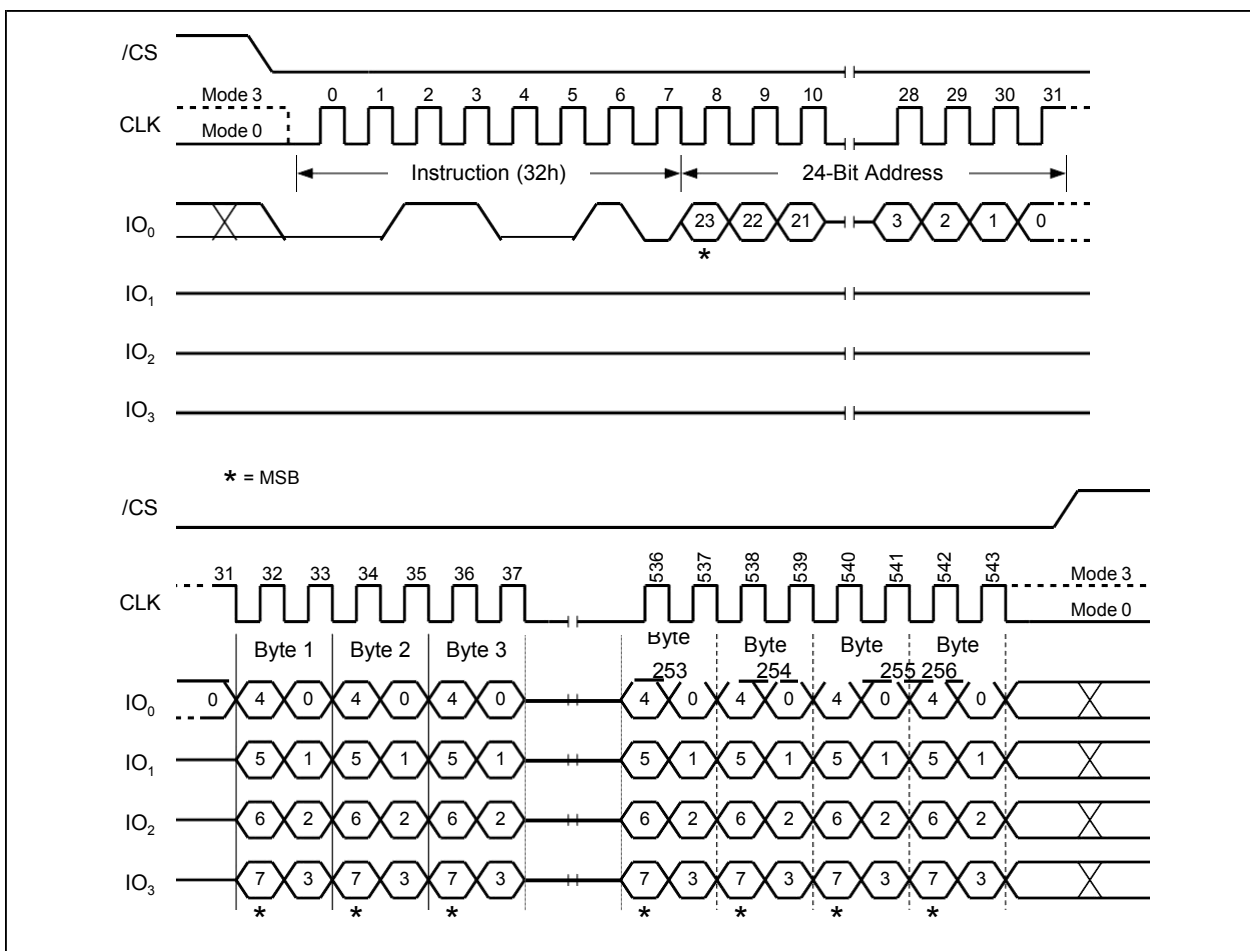 /CS
Mode 3 0 1 2 3 4 5 6 7 8 9 10 28 29 30 31
CLK Mode 0
Instruction (32h) 24-Bit Address
IO0 23 22 21 3 2 1 0
*
IO1
IO2
IO3
* = MSB
/CS
31 32 33 34 35 36 37 536 537 538 539 540 541 542 543 Mode 3
CLK Mode 0
Byte 1 Byte 2 Byte 3 Byte Byte Byte Byte
253 254 255 256
IO0 0 4 0 4 0 4 0 4 0 4 0 4 0 4 0
IO1 5 1 5 1 5 1 5 1 5 1 5 1 5 1
IO2 6 2 6 2 6 2 6 2 6 2 6 2 6 2
IO3 7 3 7 3 7 3 7 3 7 3 7 3 7 3
* * * * * * *